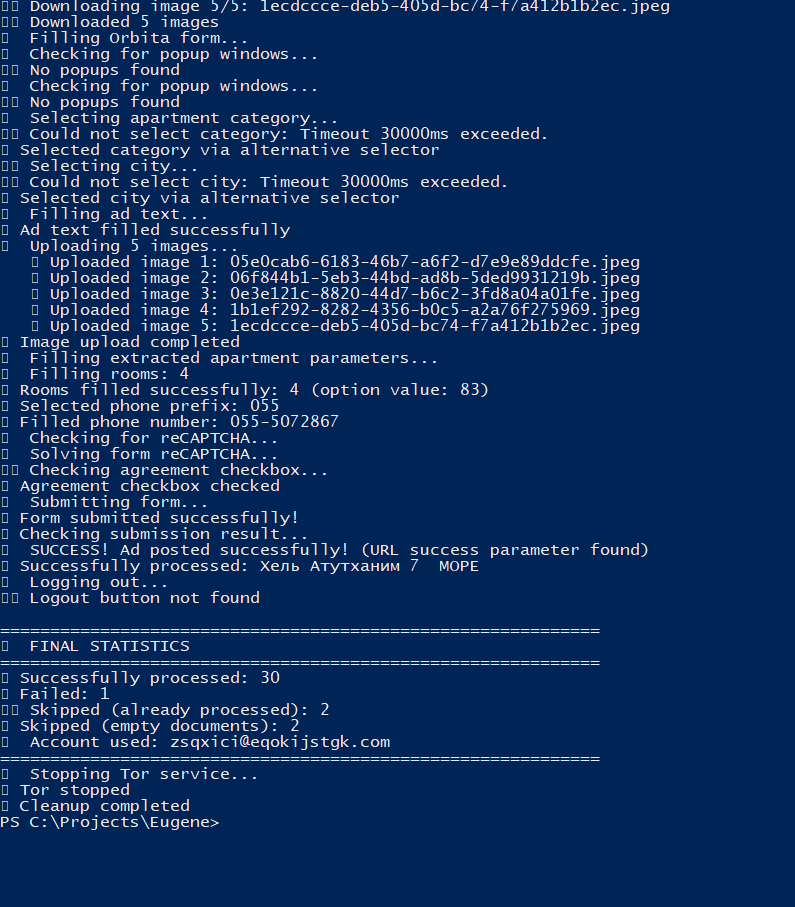 Downloading image 5/5: 1ecdccce-deb5-405d-bc74-f7a412b1b2ec.jpeg
Downloaded 5 images
Filling Orbita form...
Checking for popup windows...
No popups found
Checking for popup windows...
No popups found
Selecting apartment category...
Could not select category: Timeout 30000ms exceeded.
Selected category via alternative selector
Selecting city...
Could not select city: Timeout 30000ms exceeded.
Selected city via alternative selector
Filling ad text...
Ad text filled successfully
Uploading 5 images...
Uploaded image 1: 05e0cab6-6183-46b7-a6f2-d7e9e89ddcfe.jpeg
Uploaded image 2: 06f844b1-5eb3-44bd-ad8b-5ded9931219b.jpeg
Uploaded image 3: 0e3e121c-8820-44d7-b6c2-3fd8a04a01fe.jpeg
Uploaded image 4: 1b1ef292-8282-4356-b0c5-a2a76f275969.jpeg
Uploaded image 5: 1ecdccce-deb5-405d-bc74-f7a412b1b2ec.jpeg
Image upload completed
Filling extracted apartment parameters...
Filling rooms: 4
Rooms filled successfully: 4 (option value: 83)
Selected phone prefix: 055
Filled phone number: 055-5072867
Checking for reCAPTCHA...
Solving form reCAPTCHA...
Checking agreement checkbox...
Agreement checkbox checked
Submitting form...
Form submitted successfully!
Checking submission result...
SUCCESS! Ad posted successfully! (URL success parameter found)
Successfully processed: Хель Атутханим 7  МОРЕ
Logging out...
Logout button not found
============================================================
FINAL STATISTICS
============================================================
Successfully processed: 30
Failed: 1
Skipped (already processed): 2
Skipped (empty documents): 2
Account used: zsqxici@eqokijstgk.com
============================================================
Stopping Tor service...
Tor stopped
Cleanup completed
PS C:\Projects\Eugene>